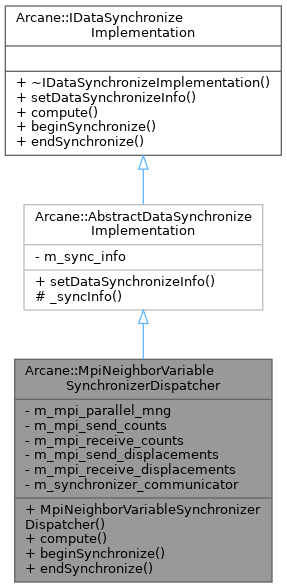 Arcane::IDataSynchronize
Implementation
+ ~IDataSynchronizeImplementation()
+ setDataSynchronizeInfo()
+ compute()
+ beginSynchronize()
+ endSynchronize()
Arcane::AbstractDataSynchronize
Implementation
- m_sync_info
+ setDataSynchronizeInfo()
# _syncInfo()
Arcane::MpiNeighborVariable
SynchronizerDispatcher
- m_mpi_parallel_mng
- m_mpi_send_counts
- m_mpi_receive_counts
- m_mpi_send_displacements
- m_mpi_receive_displacements
- m_synchronizer_communicator
+ MpiNeighborVariableSynchronizer
Dispatcher()
+ compute()
+ beginSynchronize()
+ endSynchronize()